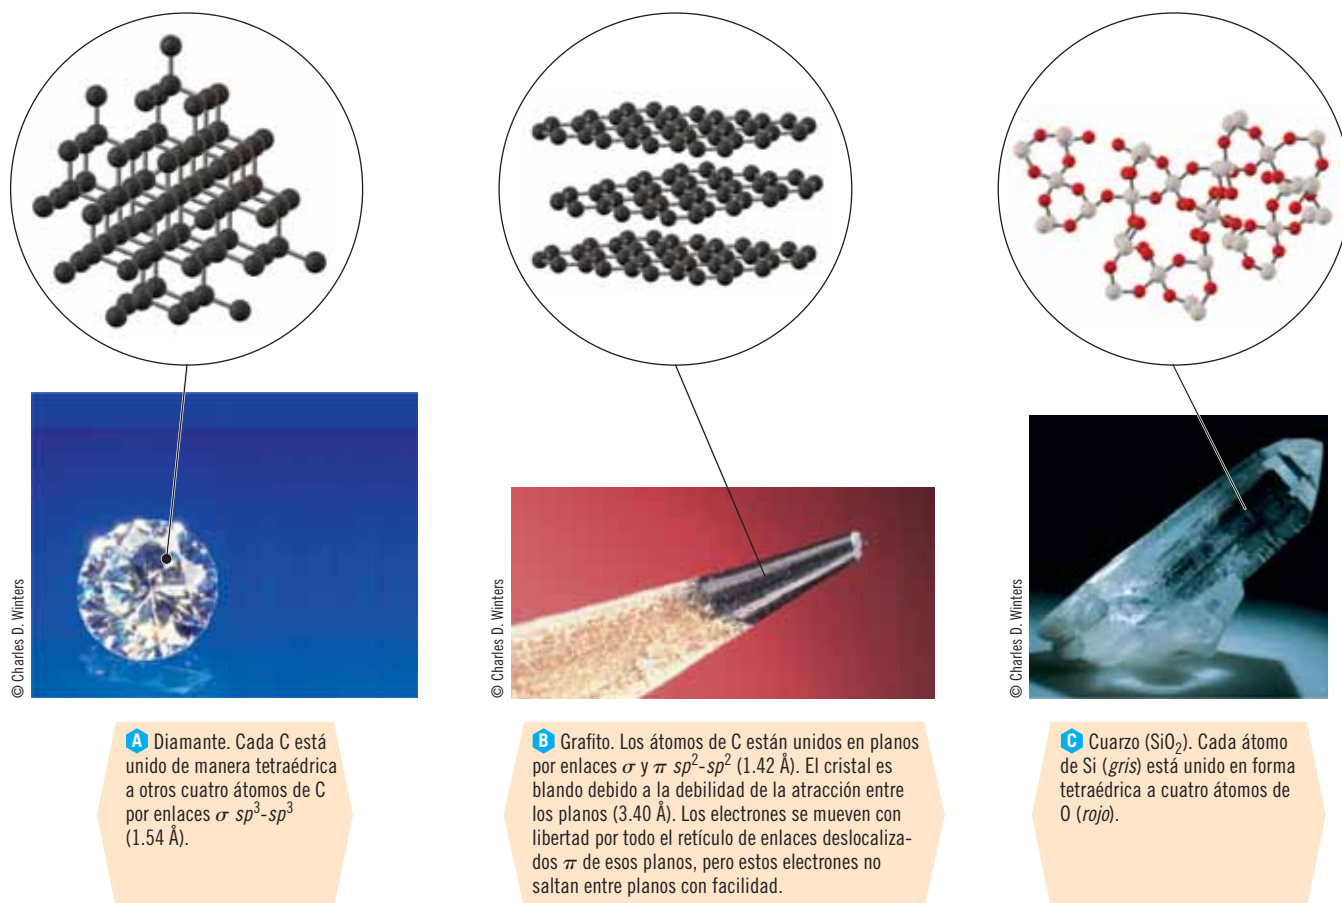 © Charles D. Winters
© Charles D. Winters
© Charles D. Winters
A Diamante. Cada C está
unido de manera tetraédrica
a otros cuatro átomos de C
por enlaces σ sp³-sp³
(1.54 Å).
B Grafito. Los átomos de C están unidos en planos
por enlaces σ y π sp²-sp² (1.42 Å). El cristal es
blando debido a la debilidad de la atracción entre
los planos (3.40 Å). Los electrones se mueven con
libertad por todo el retículo de enlaces deslocaliza-
dos π de esos planos, pero estos electrones no
saltan entre planos con facilidad.
C Cuarzo (SiO₂). Cada átomo
de Si (gris) está unido en forma
tetraédrica a cuatro átomos de
O (rojo).